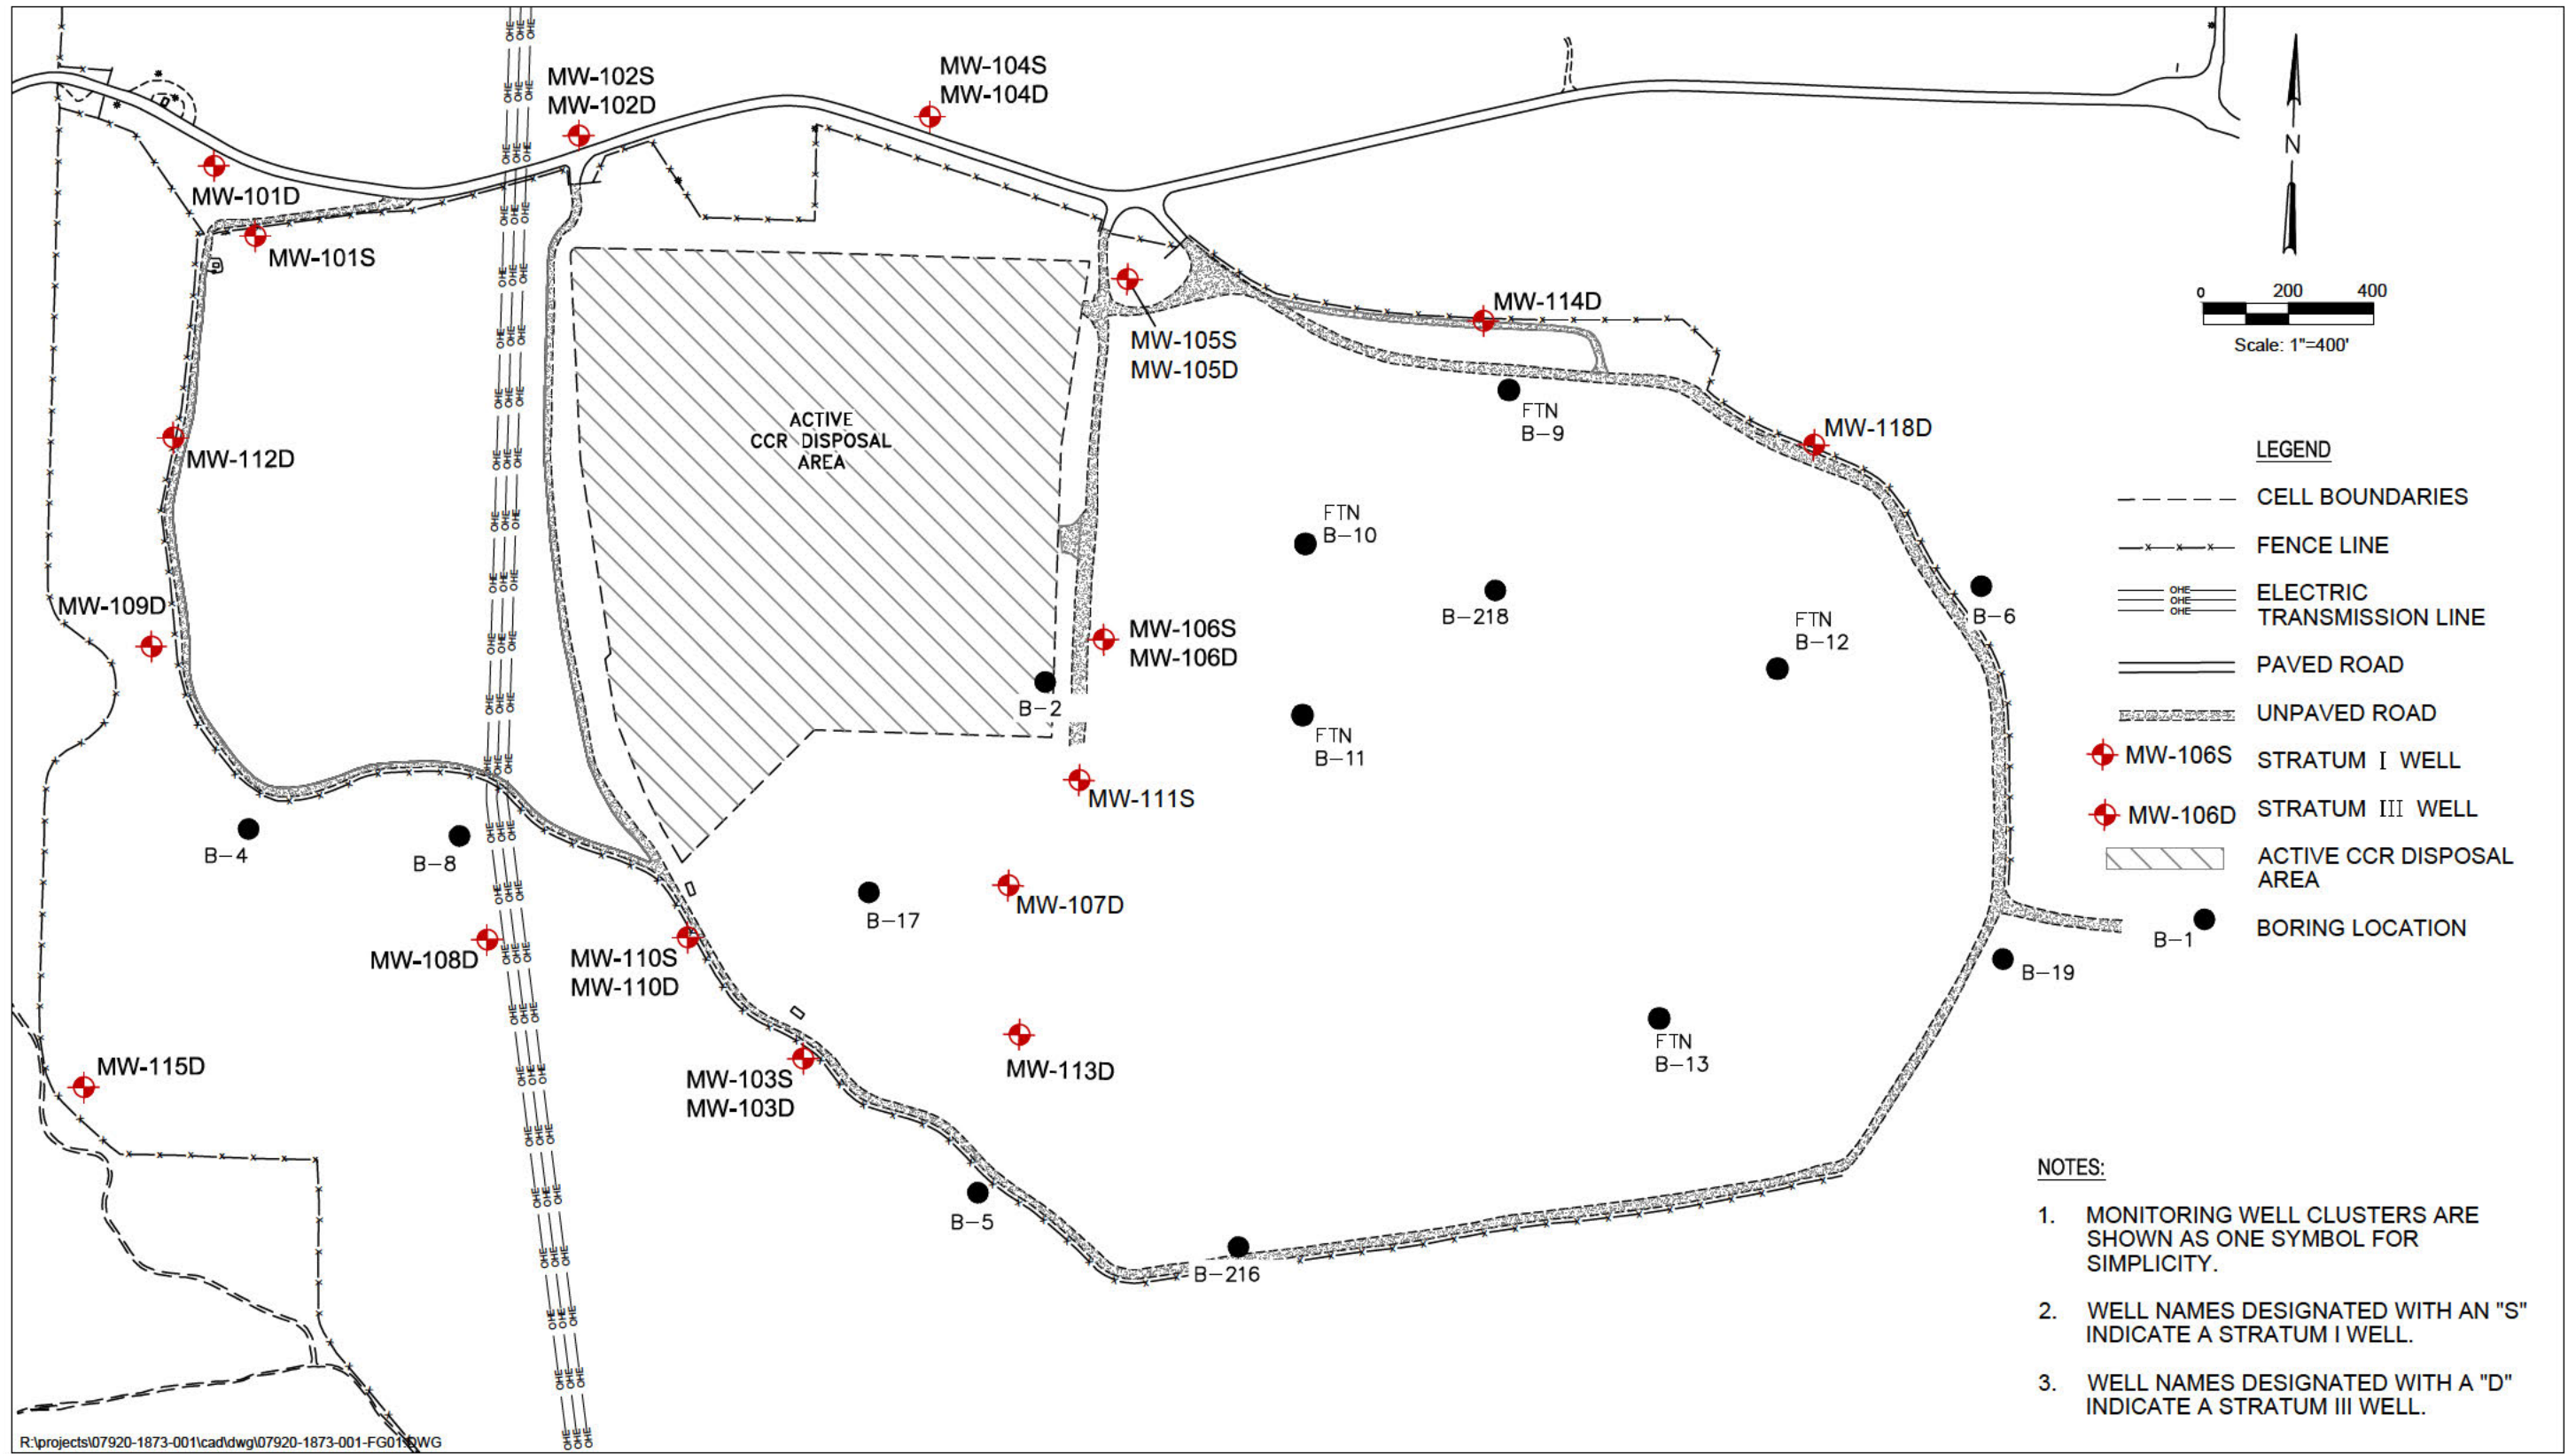 MW-102S
MW-102D
MW-104S
MW-104D
N
MW-101D
MW-101S
0 200 400
Scale: 1"=400'
MW-114D
MW-105S
MW-105D
ACTIVE
CCR DISPOSAL
AREA
FTN
B-9
MW-118D
MW-112D
LEGEND
CELL BOUNDARIES
FENCE LINE
OHE
OHE
OHE
ELECTRIC
TRANSMISSION LINE
PAVED ROAD
UNPAVED ROAD
MW-106S STRATUM I WELL
MW-106D STRATUM III WELL
ACTIVE CCR DISPOSAL
AREA
B-1 BORING LOCATION
FTN
B-10
B-218
B-6
MW-109D
MW-106S
MW-106D
FTN
B-12
B-2
FTN
B-11
MW-111S
B-4
B-8
B-17
MW-107D
MW-108D
MW-110S
MW-110D
B-19
FTN
B-13
MW-115D
MW-103S
MW-103D
MW-113D
B-5
B-216
NOTES:
1. MONITORING WELL CLUSTERS ARE
SHOWN AS ONE SYMBOL FOR
SIMPLICITY.
2. WELL NAMES DESIGNATED WITH AN "S"
INDICATE A STRATUM I WELL.
3. WELL NAMES DESIGNATED WITH A "D"
INDICATE A STRATUM III WELL.
R:\projects\07920-1873-001\cad\dwg\07920-1873-001-FG01.DWG